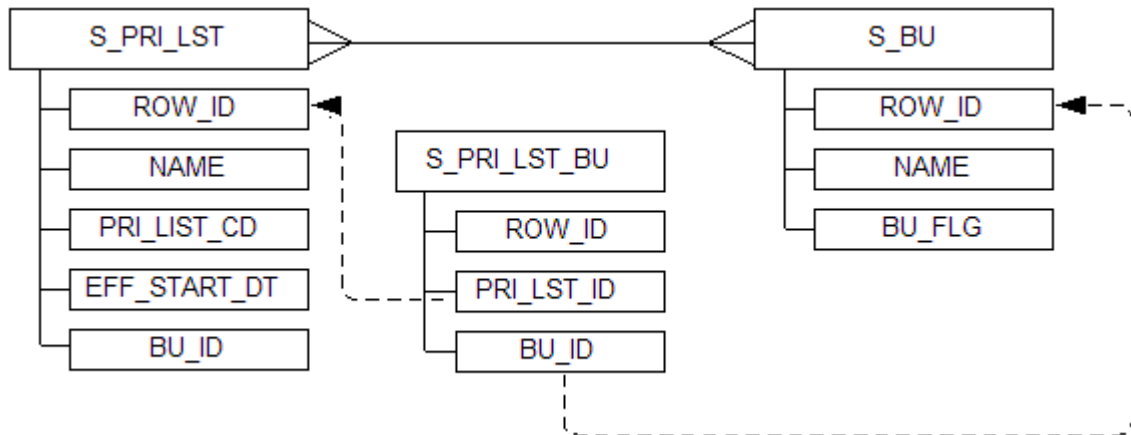 S_PRI_LST
ROW_ID
NAME
PRI_LIST_CD
EFF_START_DT
BU_ID
S_PRI_LST_BU
ROW_ID
PRI_LST_ID
BU_ID
S_BU
ROW_ID
NAME
BU_FLG